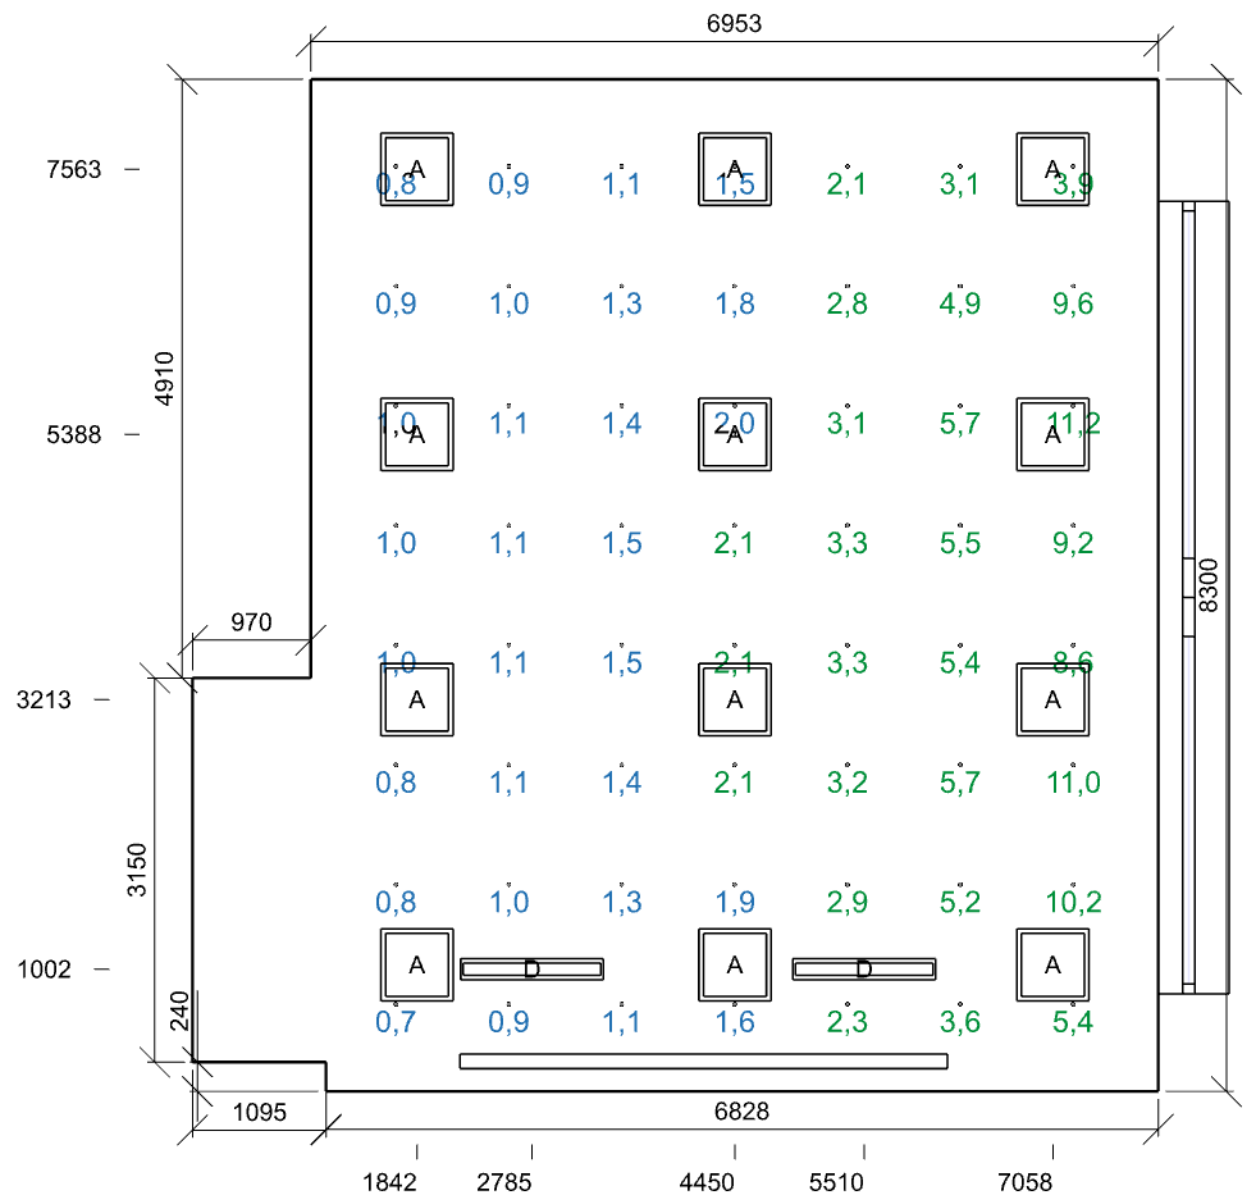 6953
7563
A A A
0,8 0,9 1,1 1,5 2,1 3,1 3,9
0,9 1,0 1,3 1,8 2,8 4,9 9,6
4910
1,0 1,1 1,4 2,0 3,1 5,7 11,2
5388
A A A
1,0 1,1 1,5 2,1 3,3 5,5 9,2
8300
970
1,0 1,1 1,5 2,1 3,3 5,4 8,6
3213
A A A
0,8 1,1 1,4 2,1 3,2 5,7 11,0
3150
0,8 1,0 1,3 1,9 2,9 5,2 10,2
1002
A D A D A
240
0,7 0,9 1,1 1,6 2,3 3,6 5,4
1095 6828
1842 2785 4450 5510 7058